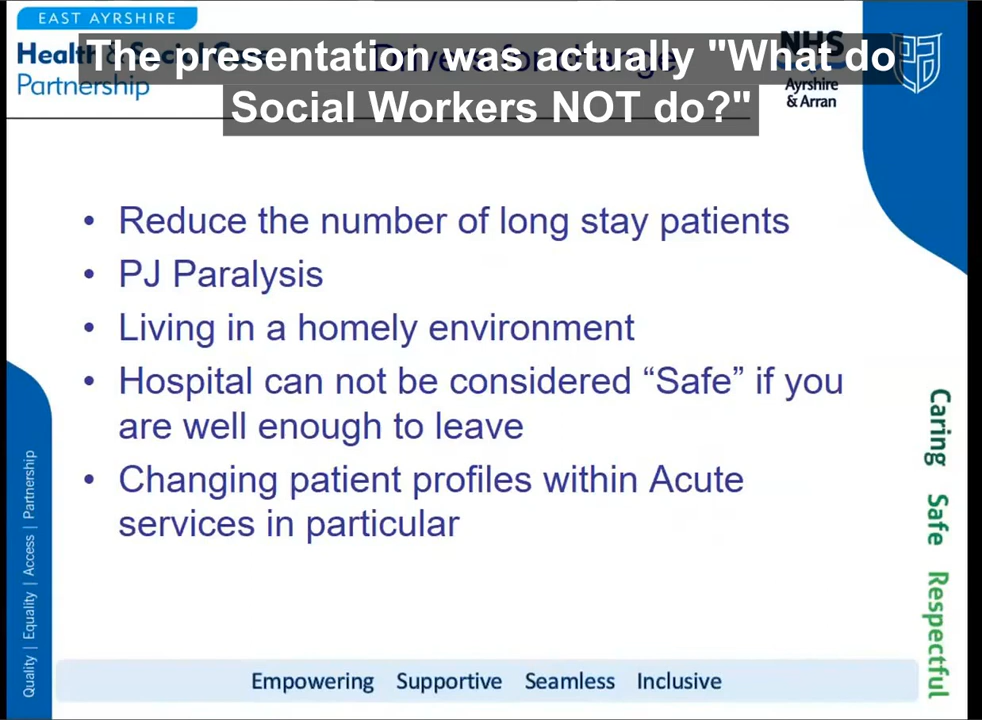 EAST AYRSHIRE
Health & Social Care
Partnership
Drivers for change
NHS
Ayrshire
& Arran
The presentation was actually "What do
Social Workers NOT do?"
• Reduce the number of long stay patients
• PJ Paralysis
• Living in a homely environment
• Hospital can not be considered “Safe” if you
are well enough to leave
• Changing patient profiles within Acute
services in particular
Quality | Equality | Access | Partnership
Caring Safe Respectful
Empowering Supportive Seamless Inclusive